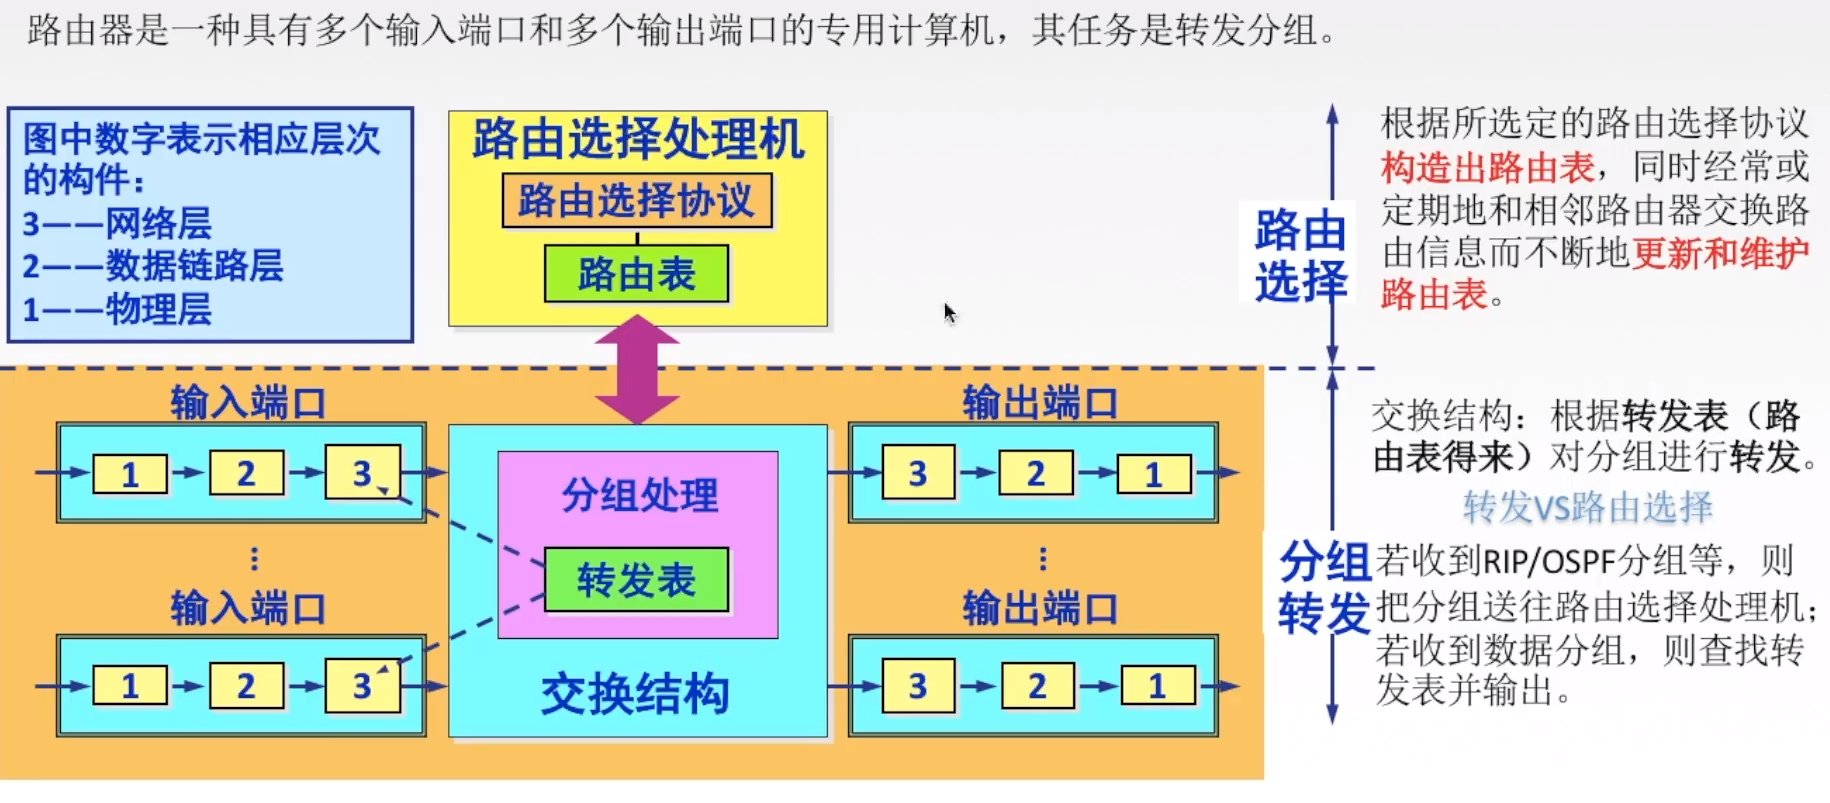 路由器是一种具有多个输入端口和多个输出端口的专用计算机，其任务是转发分组。
图中数字表示相应层次
的构件：
3——网络层
2——数据链路层
1——物理层
路由选择处理机
路由选择协议
路由表
路由
选择
根据所选定的路由选择协议
构造出路由表，同时经常或
定期地和相邻路由器交换路
由信息而不断地更新和维护
路由表。
输入端口
1
2
3
⋮
输入端口
1
2
3
分组处理
转发表
交换结构
输出端口
3
2
1
⋮
输出端口
3
2
1
分组
转发
交换结构：根据转发表（路
由表得来）对分组进行转发。
转发VS路由选择
若收到RIP/OSPF分组等，则
把分组送往路由选择处理机；
若收到数据分组，则查找转
发表并输出。